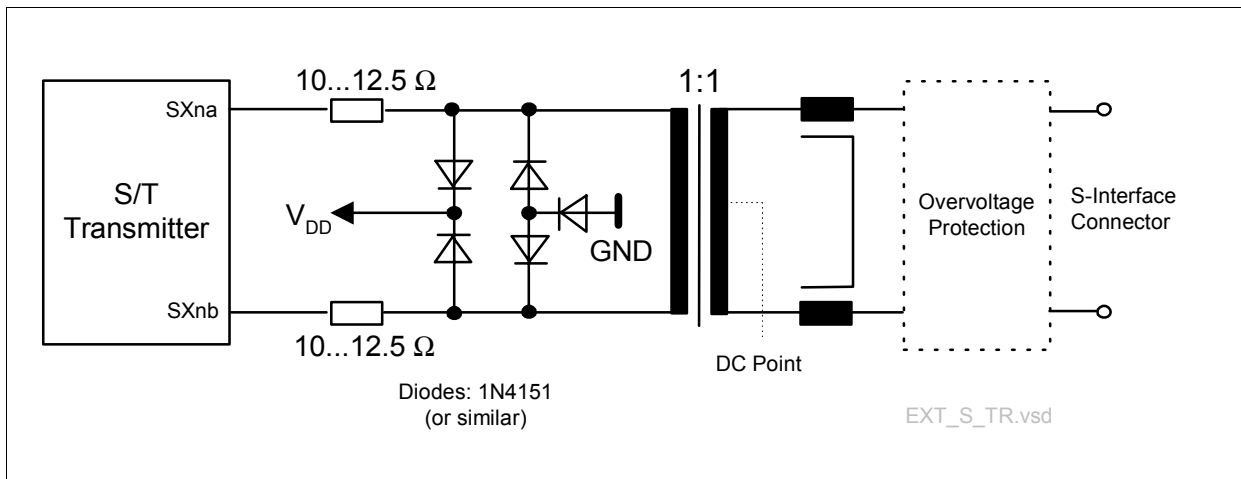 10...12.5 Ω
1:1
SXna
S/T
Transmitter
V_DD
GND
Overvoltage
Protection
S-Interface
Connector
SXnb
10...12.5 Ω
DC Point
Diodes: 1N4151
(or similar)
EXT_S_TR.vsd